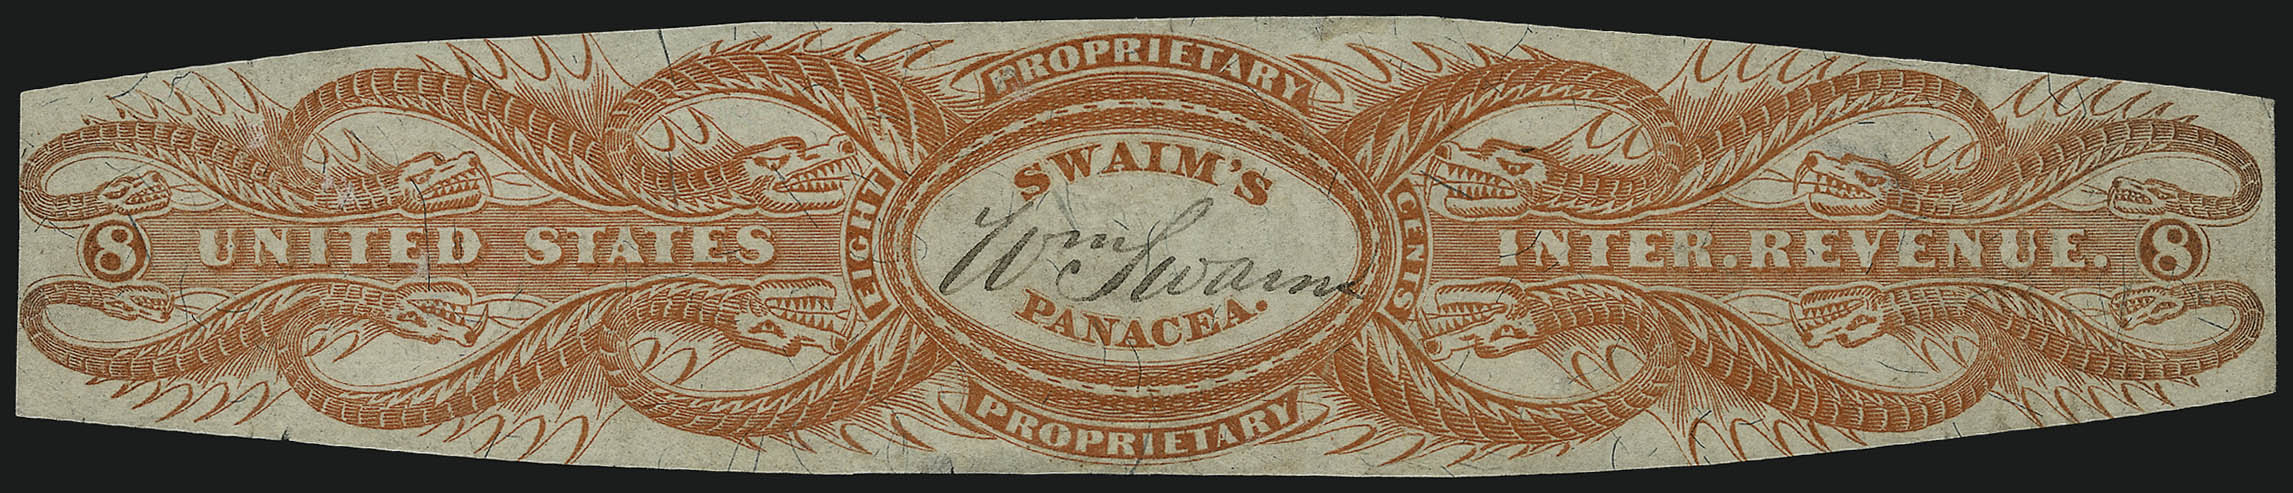 PROPRIETARY
SWAIM'S
8 UNITED STATES EIGHT Wm Swaim CENTS INTER. REVENUE. 8
PANACEA.
PROPRIETARY